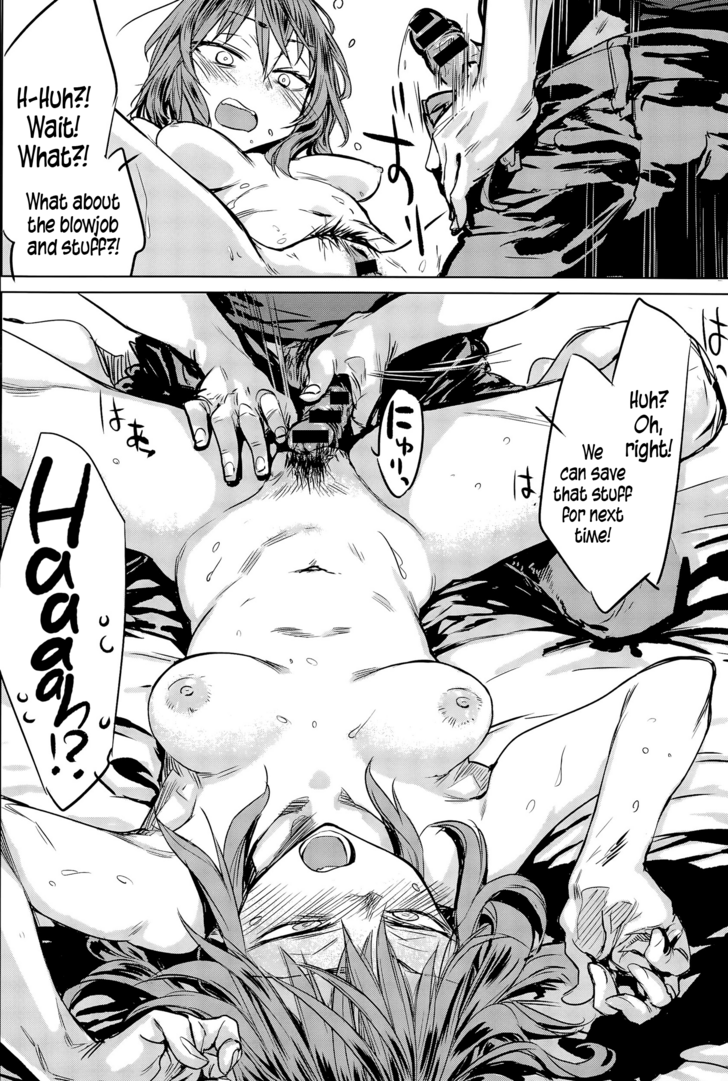 H-Huh?!
Wait!
What?!
What about
the blowjob
and stuff?!
Huh?
Oh,
right!
We
can save
that stuff
for next
time!
にゅりっ
はぁ
は
は
Haaaah!?